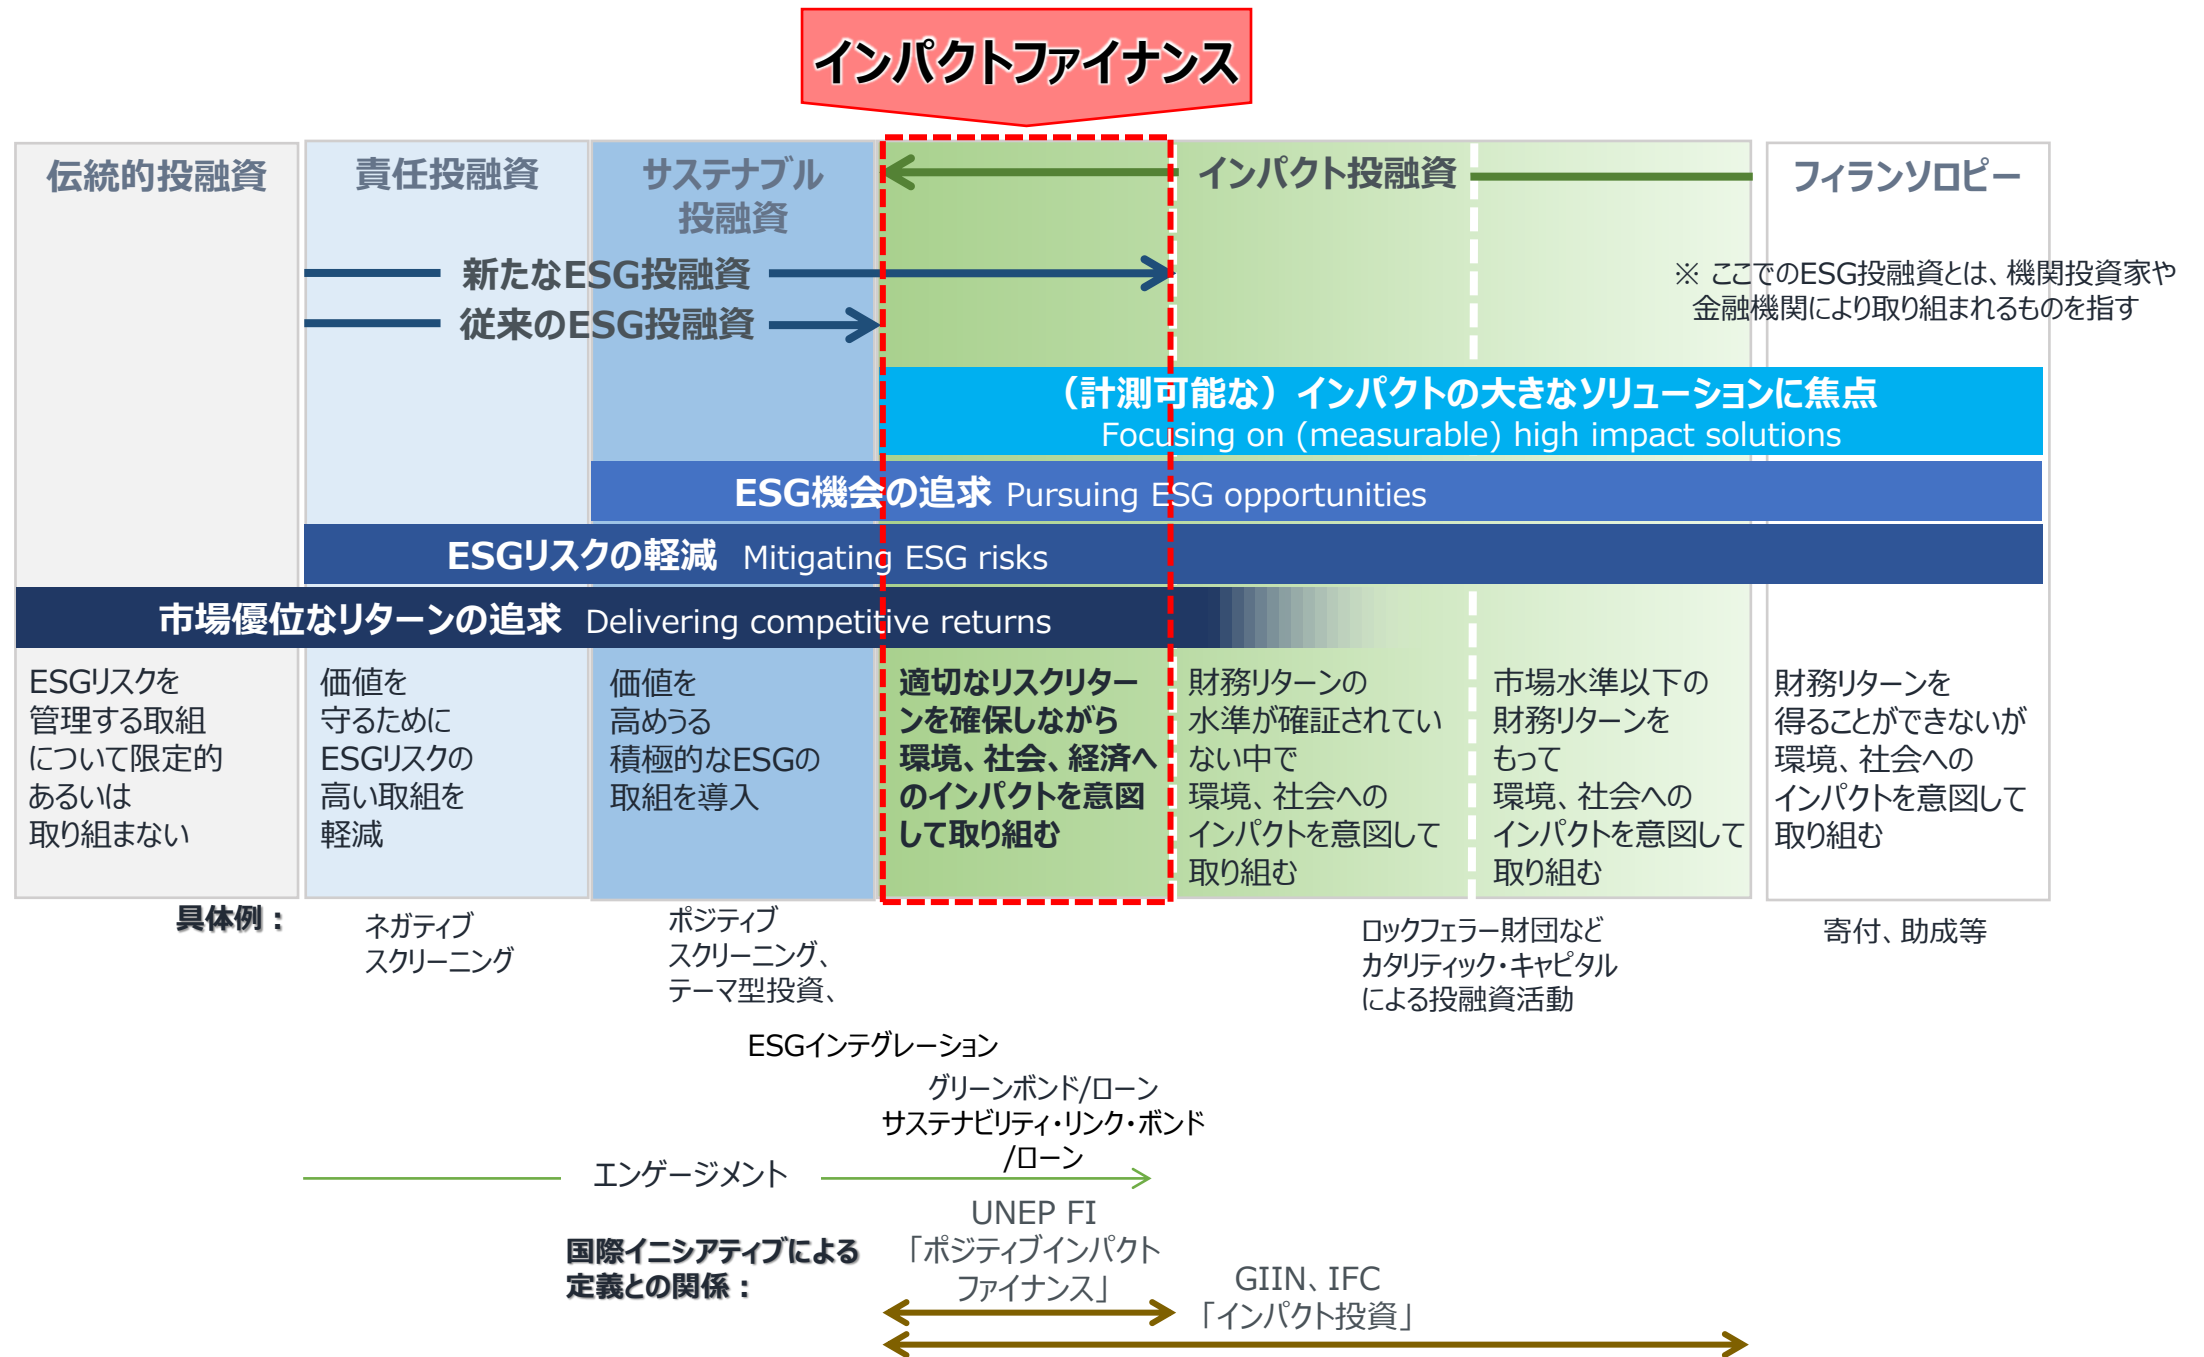 インパクトファイナンス
伝統的投融資
責任投融資
サステナブル
投融資
インパクト投融資
フィランソロピー
新たなESG投融資
従来のESG投融資
※ ここでのESG投融資とは、機関投資家や
金融機関により取り組まれるものを指す
（計測可能な）インパクトの大きなソリューションに焦点
Focusing on (measurable) high impact solutions
ESG機会の追求 Pursuing ESG opportunities
ESGリスクの軽減 Mitigating ESG risks
市場優位なリターンの追求 Delivering competitive returns
ESGリスクを
管理する取組
について限定的
あるいは
取り組まない
価値を
守るために
ESGリスクの
高い取組を
軽減
価値を
高めうる
積極的なESGの
取組を導入
適切なリスクリター
ンを確保しながら
環境、社会、経済へ
のインパクトを意図
して取り組む
財務リターンの
水準が確証されてい
ない中で
環境、社会への
インパクトを意図して
取り組む
市場水準以下の
財務リターンを
もって
環境、社会への
インパクトを意図して
取り組む
財務リターンを
得ることができないが
環境、社会への
インパクトを意図して
取り組む
具体例：
ネガティブ
スクリーニング
ポジティブ
スクリーニング、
テーマ型投資、
ロックフェラー財団など
カタリティック・キャピタル
による投融資活動
寄付、助成等
ESGインテグレーション
グリーンボンド/ローン
サステナビリティ・リンク・ボンド
/ローン
エンゲージメント
国際イニシアティブによる
定義との関係：
UNEP FI
「ポジティブインパクト
ファイナンス」
GIIN、IFC
「インパクト投資」